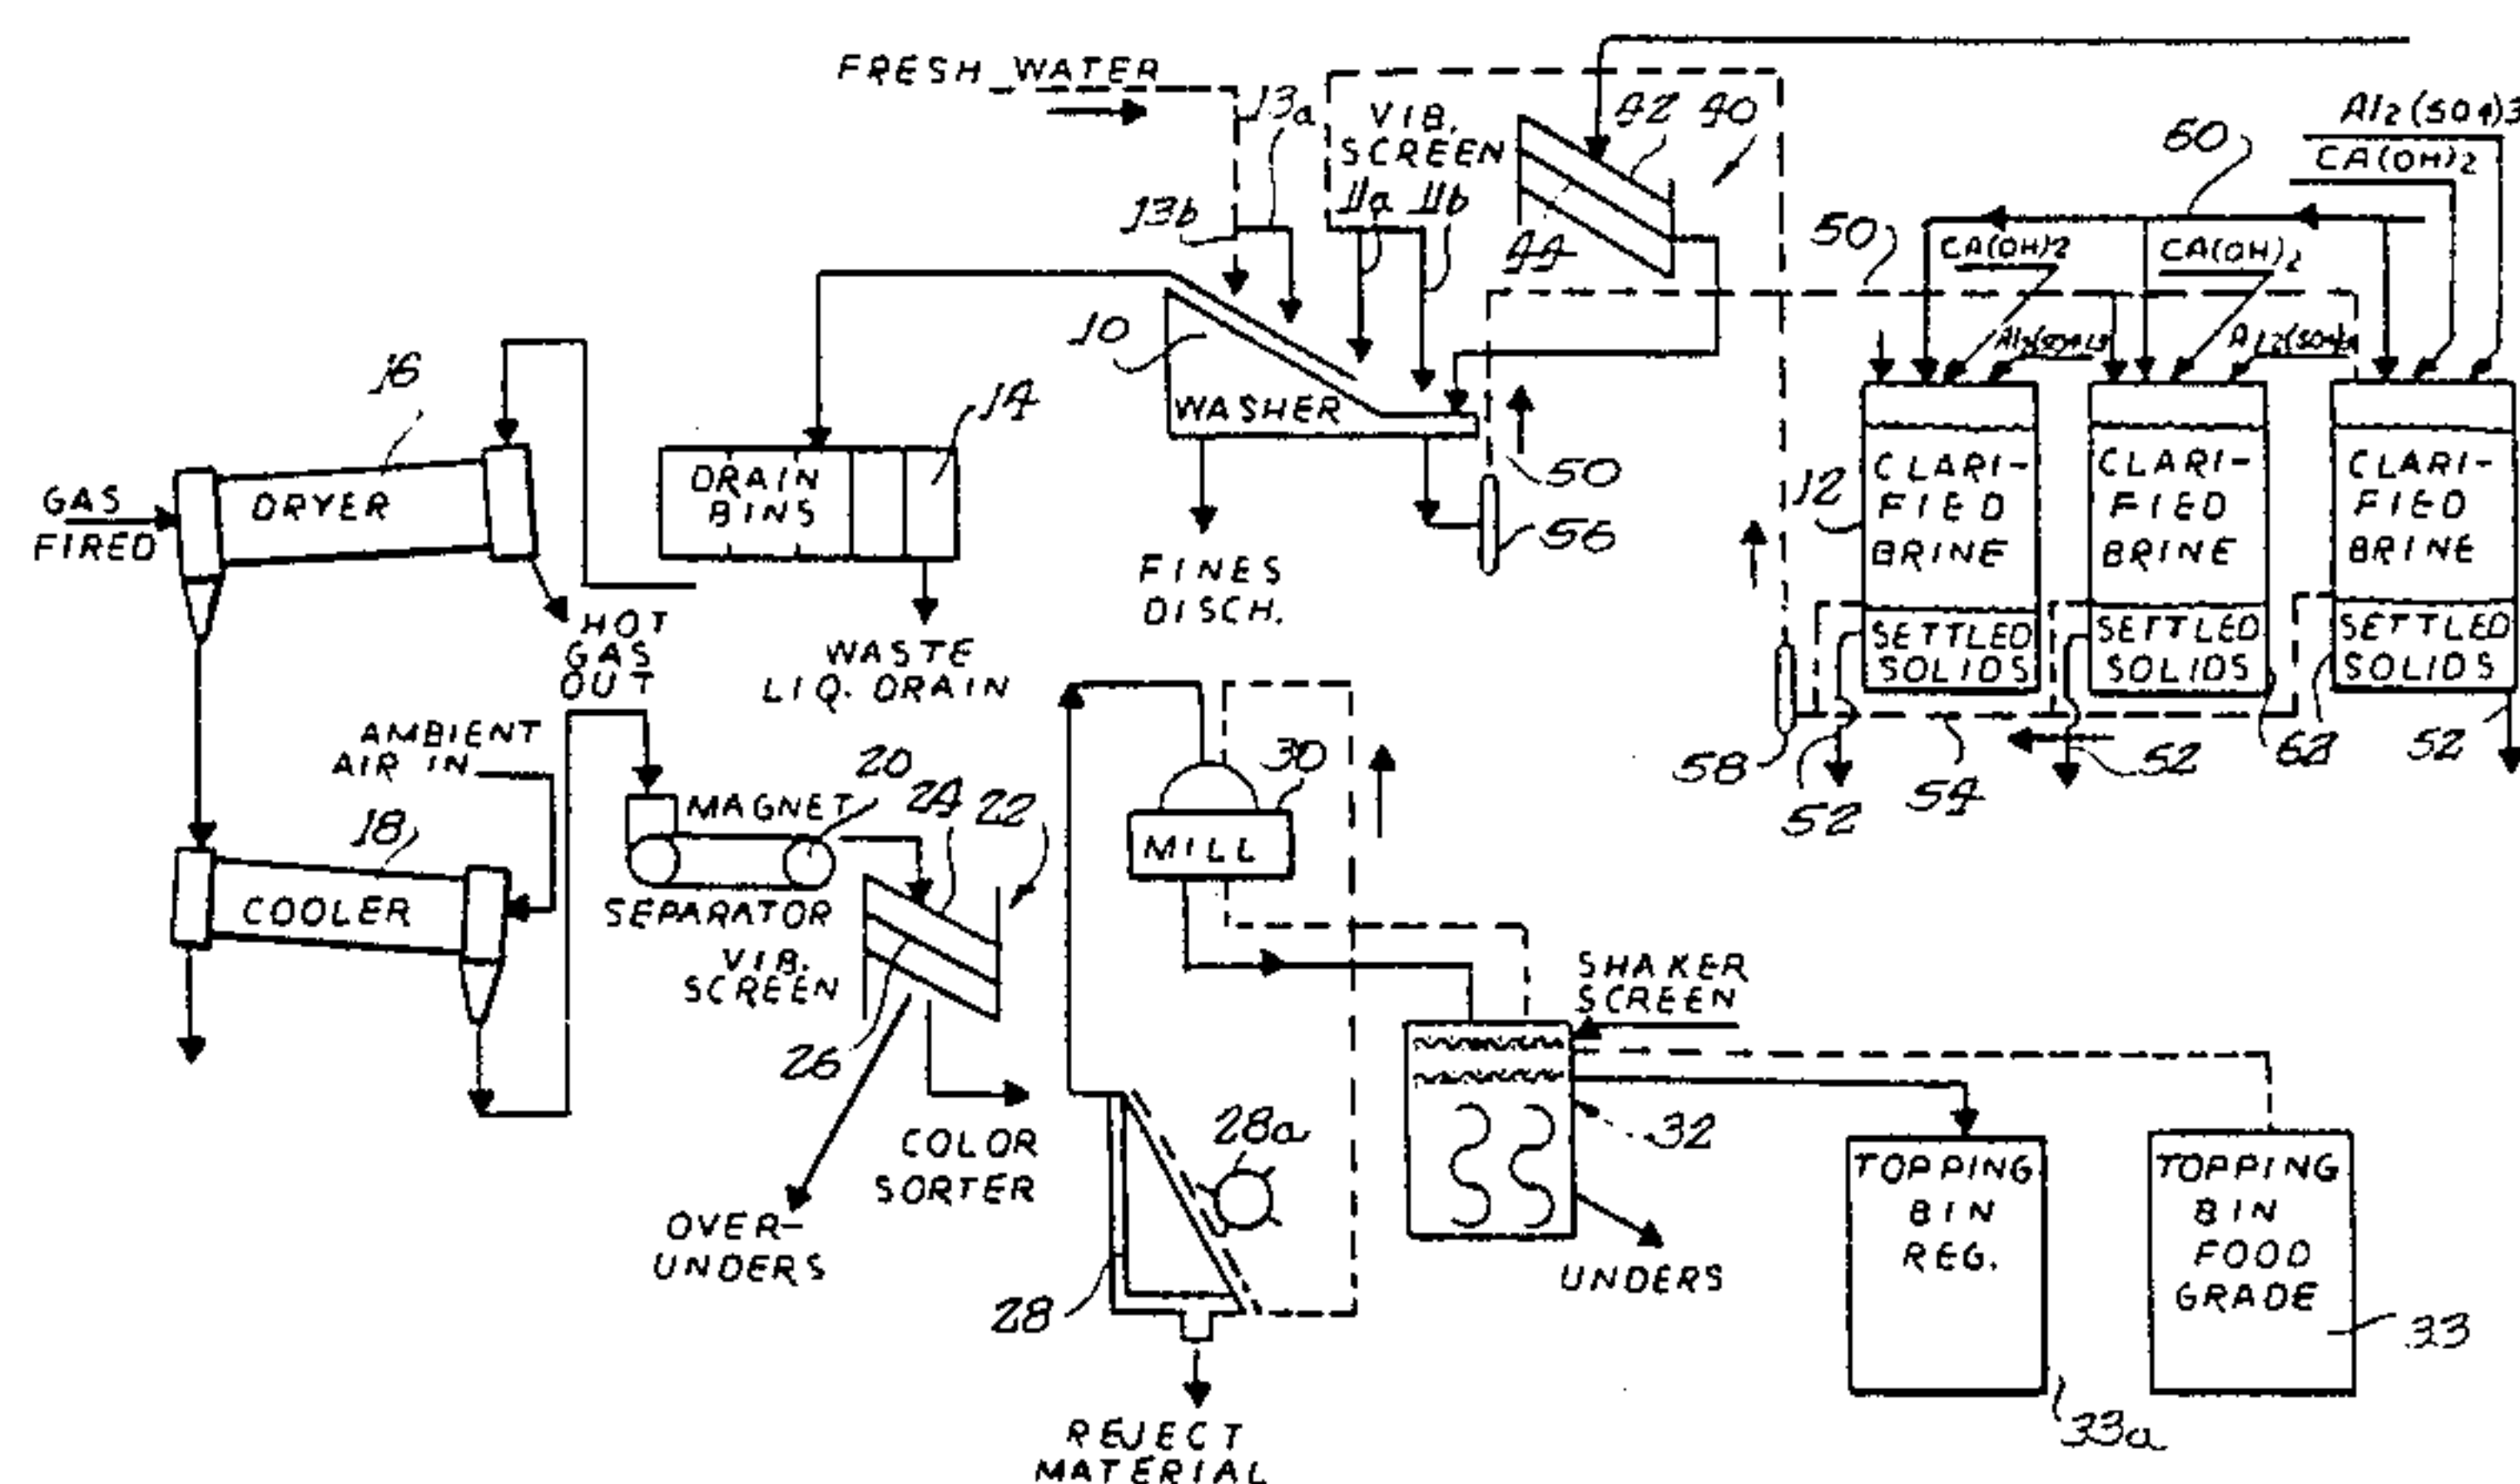 FRESH WATER
13a
13b
VIB.
SCREEN
11a 11b
42 40
44
Al2(SO4)3
CA(OH)2
60
50
CA(OH)2
CA(OH)2
Al2(SO4)3
Al2(SO4)3
10
WASHER
50
56
FINES
DISCH.
12
CLARI-
FIED
BRINE
SETTLED
SOLIDS
CLARI-
FIED
BRINE
SETTLED
SOLIDS
CLARI-
FIED
BRINE
SETTLED
SOLIDS
58
52
54
52
62
52
16
GAS
FIRED
DRYER
HOT
GAS
OUT
DRAIN
BINS
14
WASTE
LIQ. DRAIN
AMBIENT
AIR IN
18
COOLER
20
MAGNET
SEPARATOR
24 22
VIB.
SCREEN
26
COLOR
SORTER
OVER-
UNDERS
30
MILL
28a
28
REJECT
MATERIAL
SHAKER
SCREEN
32
UNDERS
TOPPING
BIN
REG.
33a
TOPPING
BIN
FOOD
GRADE
33